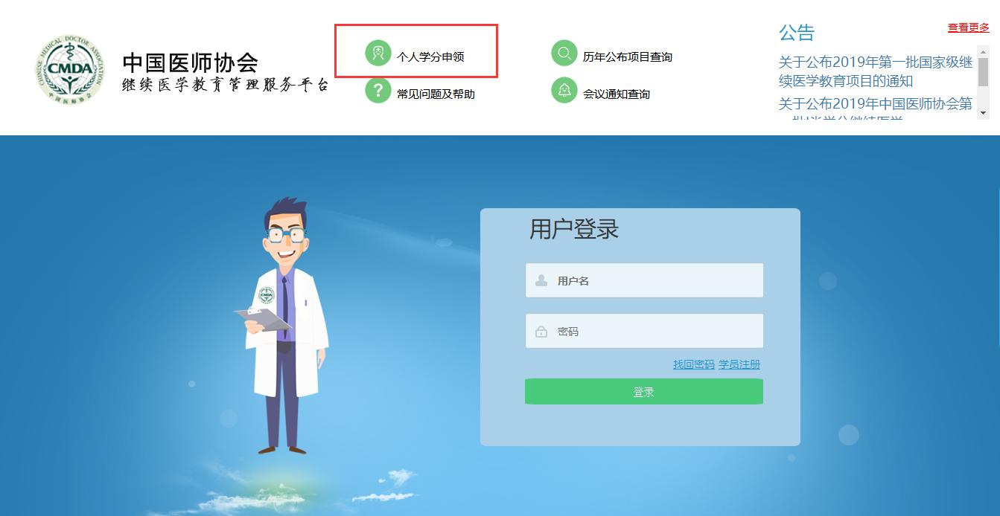 CHINESE MEDICAL DOCTOR ASSOCIATION
CMDA
中国医师协会
中国医师协会
继续医学教育管理服务平台
个人学分申领
常见问题及帮助
历年公布项目查询
会议通知查询
公告
查看更多
关于公布2019年第一批国家级继
续医学教育项目的通知
关于公布2019年中国医师协会第
用户登录
用户名
密码
找回密码 学员注册
登录
CMDA